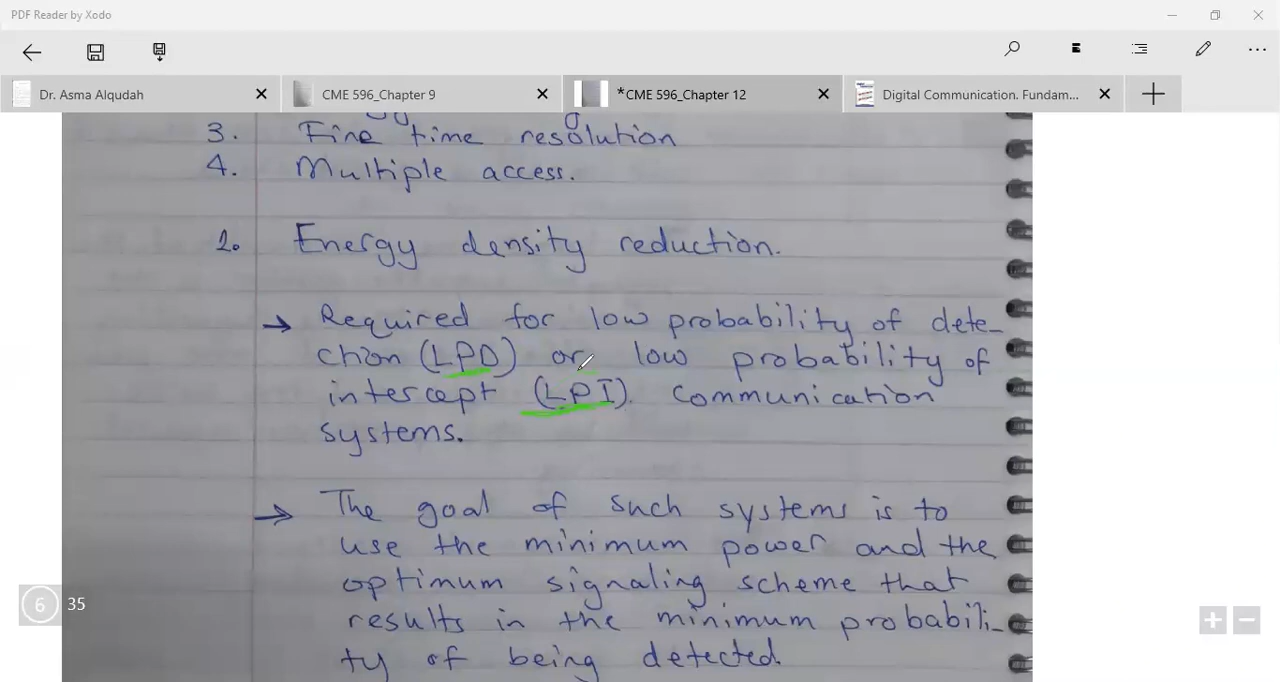 PDF Reader by Xodo
Dr. Asma Alqudah
CME 596_Chapter 9
*CME 596_Chapter 12
Digital Communication. Fundam...
3. Fine time resolution
4. Multiple access.
2. Energy density reduction.
→ Required for low probability of dete-
ction (LPD) or low probability of
intercept (LPI). Communication
systems.
→ The goal of such systems is to
use the minimum power and the
optimum signaling scheme that
results in the minimum probabili-
ty of being detected.
6 35